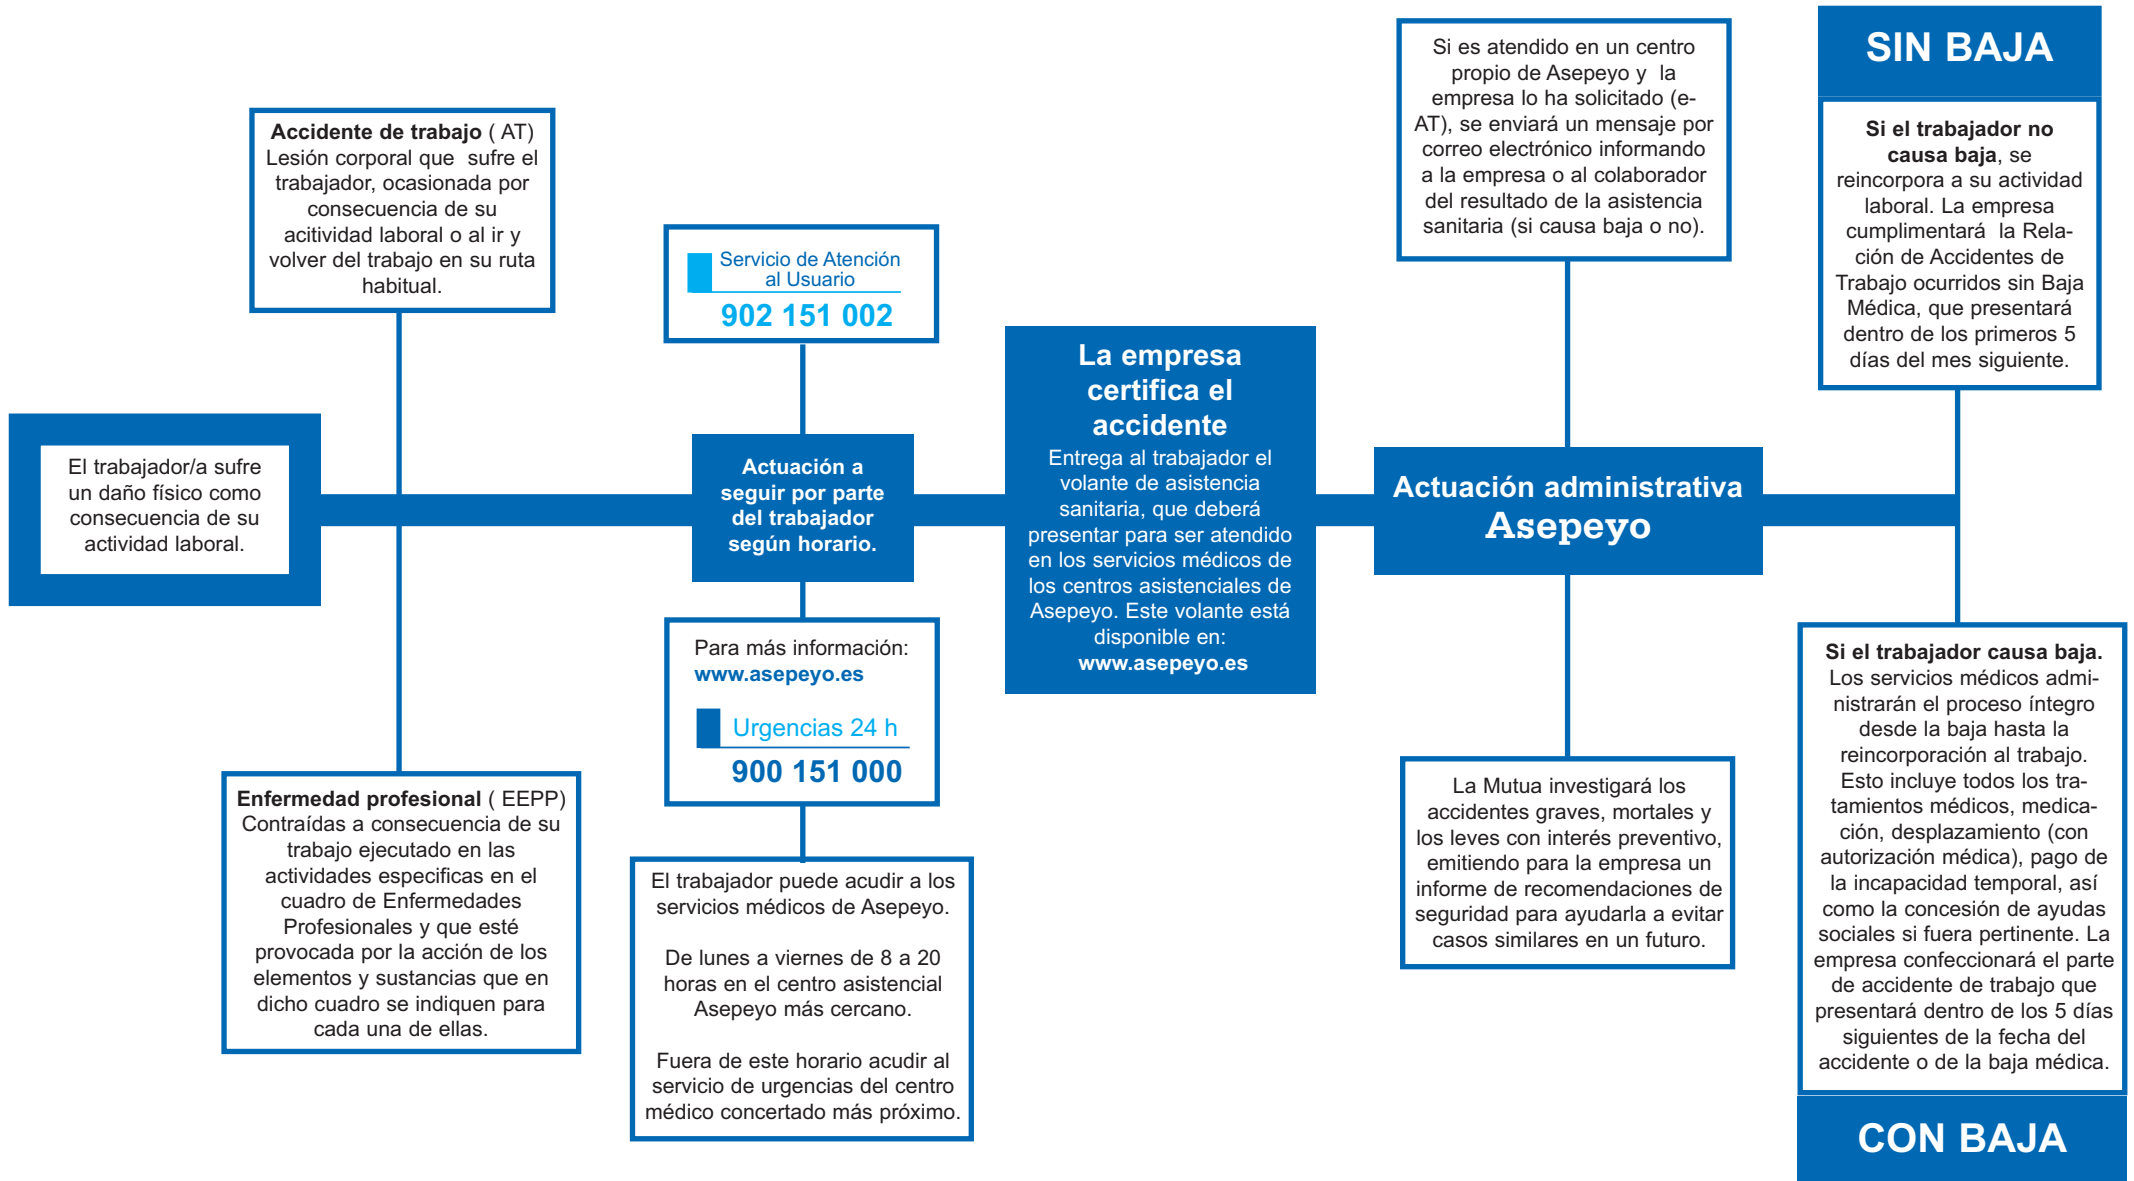 El trabajador/a sufre
un daño físico como
consecuencia de su
actividad laboral.
Accidente de trabajo ( AT)
Lesión corporal que sufre el
trabajador, ocasionada por
consecuencia de su
acitividad laboral o al ir y
volver del trabajo en su ruta
habitual.
Enfermedad profesional ( EEPP)
Contraídas a consecuencia de su
trabajo ejecutado en las
actividades especificas en el
cuadro de Enfermedades
Profesionales y que esté
provocada por la acción de los
elementos y sustancias que en
dicho cuadro se indiquen para
cada una de ellas.
Servicio de Atención
al Usuario
902 151 002
Actuación a
seguir por parte
del trabajador
según horario.
Para más información:
www.asepeyo.es
Urgencias 24 h
900 151 000
El trabajador puede acudir a los
servicios médicos de Asepeyo.
De lunes a viernes de 8 a 20
horas en el centro asistencial
Asepeyo más cercano.
Fuera de este horario acudir al
servicio de urgencias del centro
médico concertado más próximo.
La empresa
certifica el
accidente
Entrega al trabajador el
volante de asistencia
sanitaria, que deberá
presentar para ser atendido
en los servicios médicos de
los centros asistenciales de
Asepeyo. Este volante está
disponible en:
www.asepeyo.es
Si es atendido en un centro
propio de Asepeyo y la
empresa lo ha solicitado (e-
AT), se enviará un mensaje por
correo electrónico informando
a la empresa o al colaborador
del resultado de la asistencia
sanitaria (si causa baja o no).
Actuación administrativa
Asepeyo
La Mutua investigará los
accidentes graves, mortales y
los leves con interés preventivo,
emitiendo para la empresa un
informe de recomendaciones de
seguridad para ayudarla a evitar
casos similares en un futuro.
SIN BAJA
Si el trabajador no
causa baja, se
reincorpora a su actividad
laboral. La empresa
cumplimentará la Rela-
ción de Accidentes de
Trabajo ocurridos sin Baja
Médica, que presentará
dentro de los primeros 5
días del mes siguiente.
Si el trabajador causa baja.
Los servicios médicos admi-
nistrarán el proceso íntegro
desde la baja hasta la
reincorporación al trabajo.
Esto incluye todos los tra-
tamientos médicos, medica-
ción, desplazamiento (con
autorización médica), pago de
la incapacidad temporal, así
como la concesión de ayudas
sociales si fuera pertinente. La
empresa confeccionará el parte
de accidente de trabajo que
presentará dentro de los 5 días
siguientes de la fecha del
accidente o de la baja médica.
CON BAJA